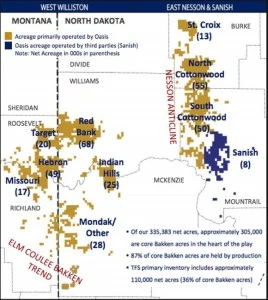 WEST WILLISTON
EAST NESSON & SANISH
MONTANA
NORTH DAKOTA
Acreage primarily operated by Oasis
Oasis acreage operated by third parties (Sanish)
Note: Net Acreage in 000s in parenthesis
St. Croix
(13)
BURKE
DIVIDE
WILLIAMS
North
Cottonwood
(55)
SHERIDAN
ROOSEVELT
NESSON ANTICLINE
South
Cottonwood
(50)
Target
(20)
Red
Bank
(68)
Hebron
(49)
Indian
Hills
(25)
Sanish
(8)
Missouri
(17)
MCKENZIE
MOUNTRAIL
RICHLAND
Mondak/
Other
(28)
ELM COULEE BAKKEN
TREND
• Of our 335,383 net acres, approximately 305,000
are core Bakken acres in the heart of the play
• 87% of core Bakken acres are held by production
• TFS primary inventory includes approximately
110,000 net acres (36% of core Bakken acres)